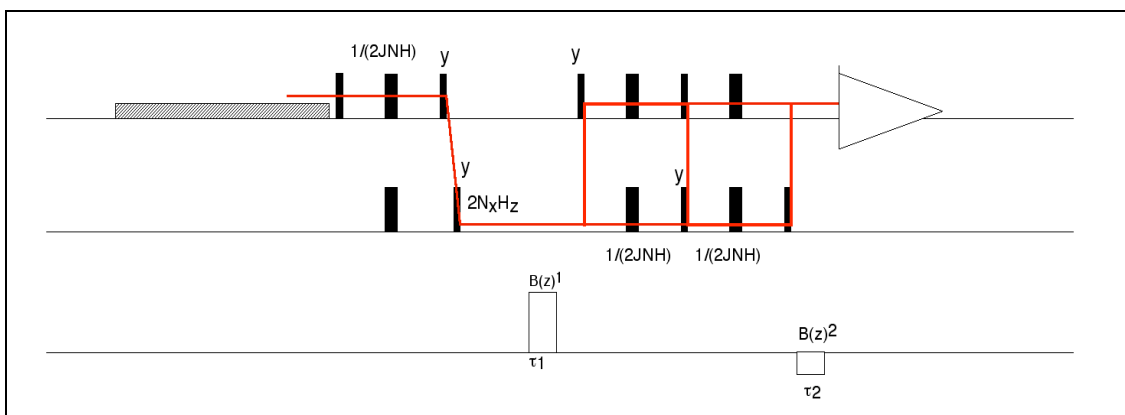 1/(2JNH)
y
y
y
2NxHz
y
1/(2JNH)
1/(2JNH)
B(z)1
τ1
B(z)2
τ2